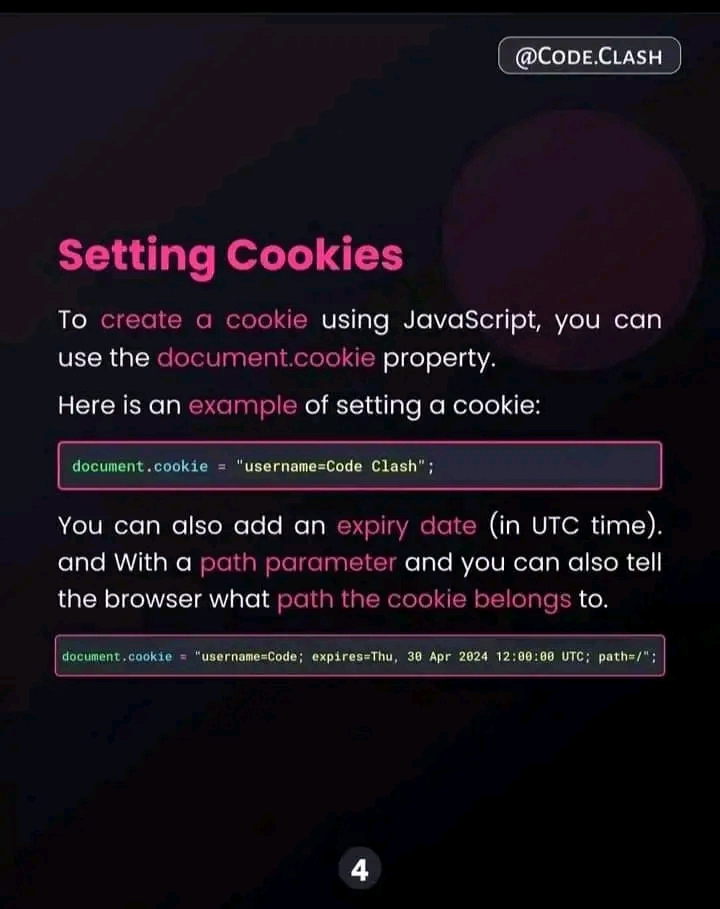 @CODE.CLASH
Setting Cookies
To create a cookie using JavaScript, you can
use the document.cookie property.
Here is an example of setting a cookie:
document.cookie = "username=Code Clash";
You can also add an expiry date (in UTC time).
and With a path parameter and you can also tell
the browser what path the cookie belongs to.
document.cookie = "username=Code; expires=Thu, 30 Apr 2024 12:00:00 UTC; path=/";
4